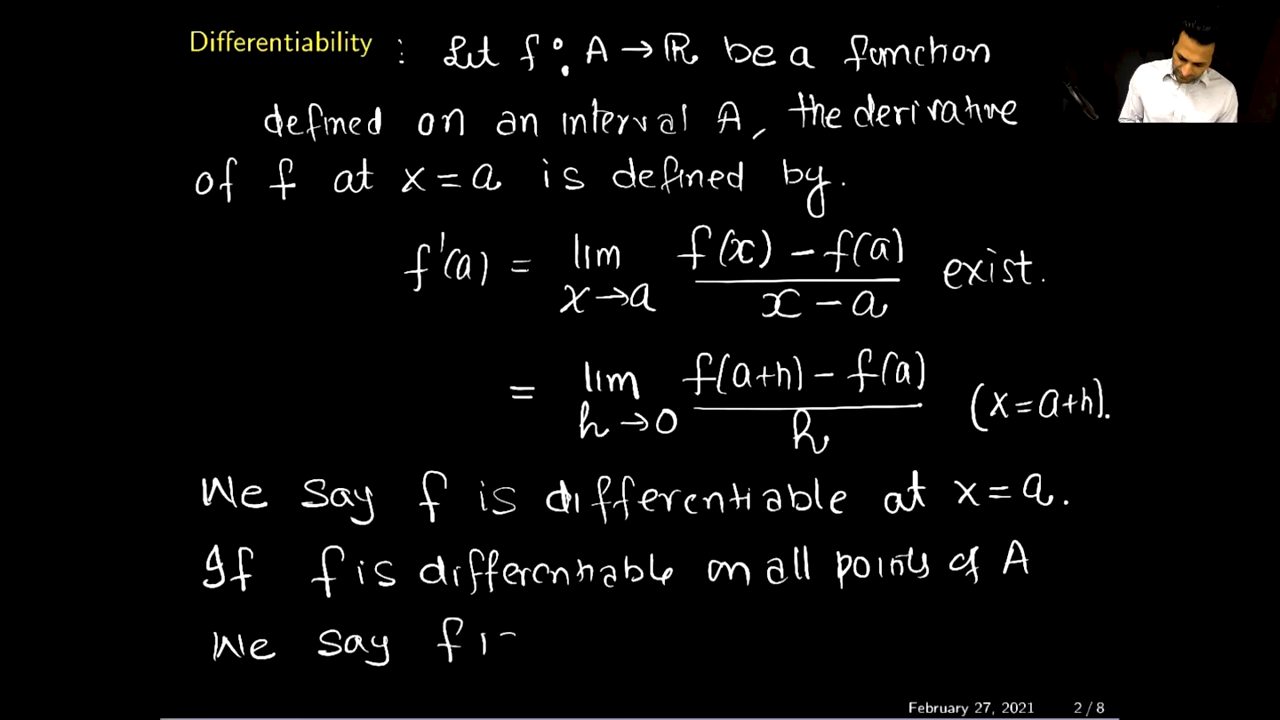 Differentiability : Let f : A → ℝ be a function
defined on an interval A, the derivative
of f at x = a is defined by.
f'(a) = lim x→a (f(x) − f(a))/(x − a) exist.
= lim h→0 (f(a+h) − f(a))/h (x = a+h).
We say f is differentiable at x = a.
If f is differentiable on all points of A
We say f
February 27, 2021 2 / 8